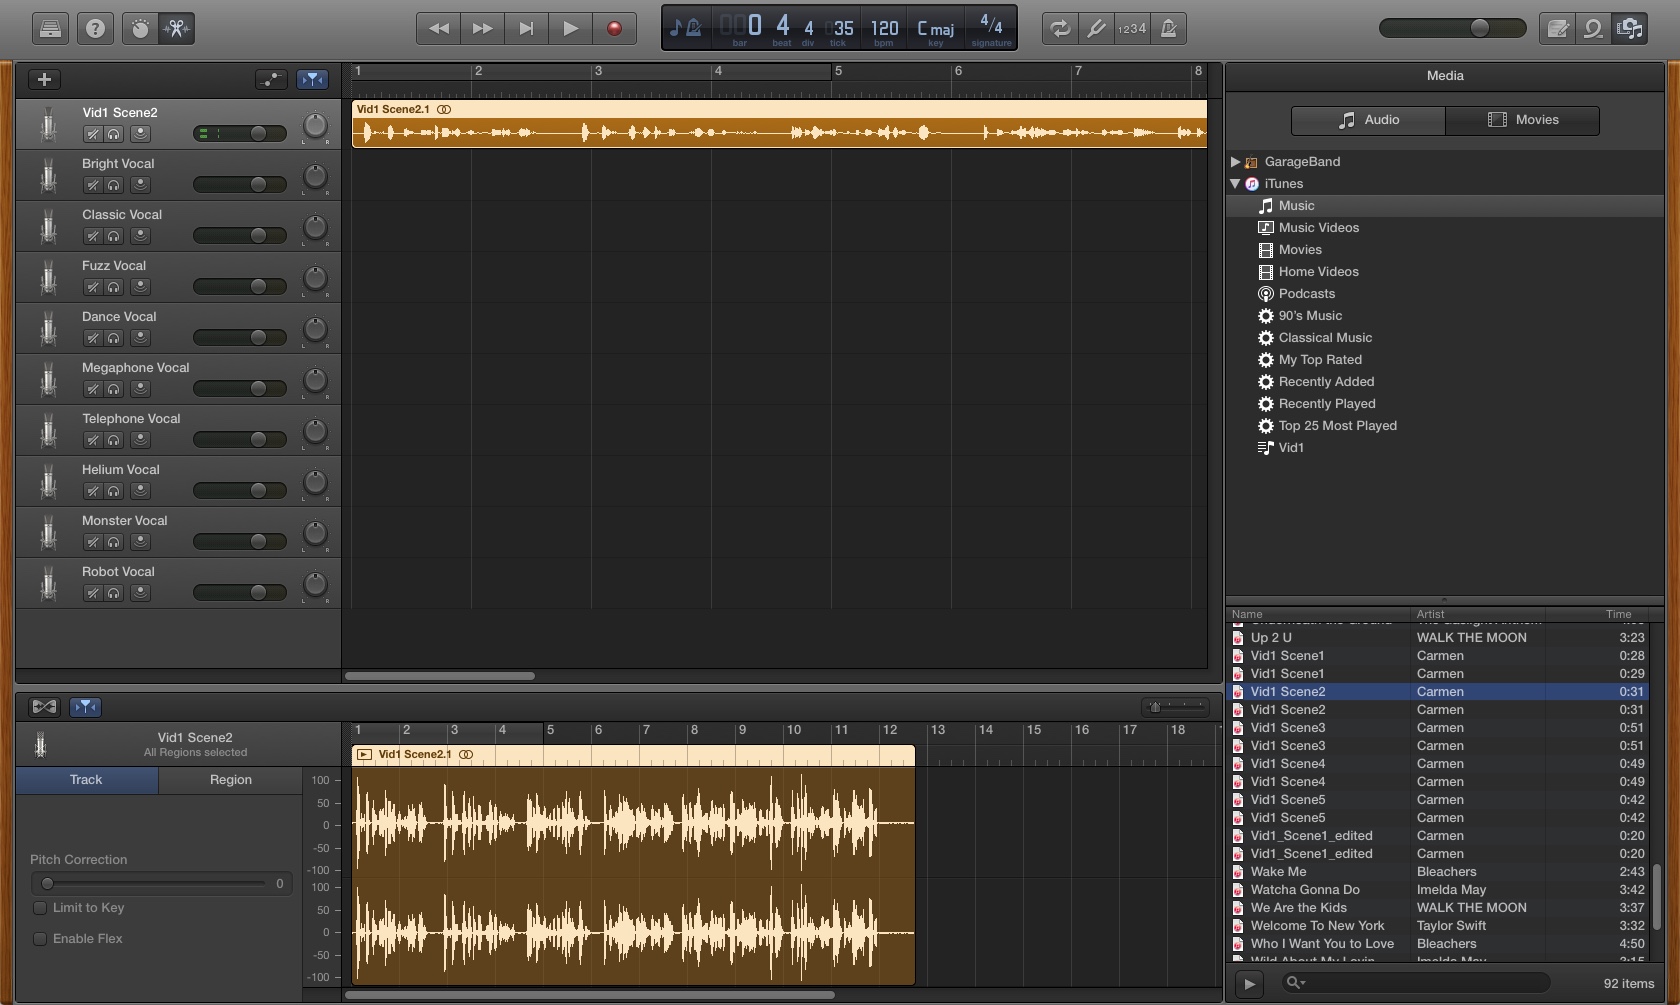 1234
0 4 4 35 120 C maj 4/4
bar beat div tick bpm key signature
1 2 3 4 5 6 7 8
Vid1 Scene2
Vid1 Scene2.1
L R
Bright Vocal
L R
Classic Vocal
L R
Fuzz Vocal
L R
Dance Vocal
L R
Megaphone Vocal
L R
Telephone Vocal
L R
Helium Vocal
L R
Monster Vocal
L R
Robot Vocal
L R
Vid1 Scene2
All Regions selected
Track Region
Pitch Correction
0
Limit to Key
Enable Flex
1 2 3 4 5 6 7 8 9 10 11 12 13 14 15 16 17 18
Vid1 Scene2.1
100
50
0
-50
-100
100
50
0
-50
-100
Media
Audio Movies
GarageBand
iTunes
Music
Music Videos
Movies
Home Videos
Podcasts
90's Music
Classical Music
My Top Rated
Recently Added
Recently Played
Top 25 Most Played
Vid1
Name Artist Time
Up 2 U WALK THE MOON 3:23
Vid1 Scene1 Carmen 0:28
Vid1 Scene1 Carmen 0:29
Vid1 Scene2 Carmen 0:31
Vid1 Scene2 Carmen 0:31
Vid1 Scene3 Carmen 0:51
Vid1 Scene3 Carmen 0:51
Vid1 Scene4 Carmen 0:49
Vid1 Scene4 Carmen 0:49
Vid1 Scene5 Carmen 0:42
Vid1 Scene5 Carmen 0:42
Vid1_Scene1_edited Carmen 0:20
Vid1_Scene1_edited Carmen 0:20
Wake Me Bleachers 2:43
Watcha Gonna Do Imelda May 3:42
We Are the Kids WALK THE MOON 3:37
Welcome To New York Taylor Swift 3:32
Who I Want You to Love Bleachers 4:50
Wild About My Lovin Imelda May 3:15
92 items